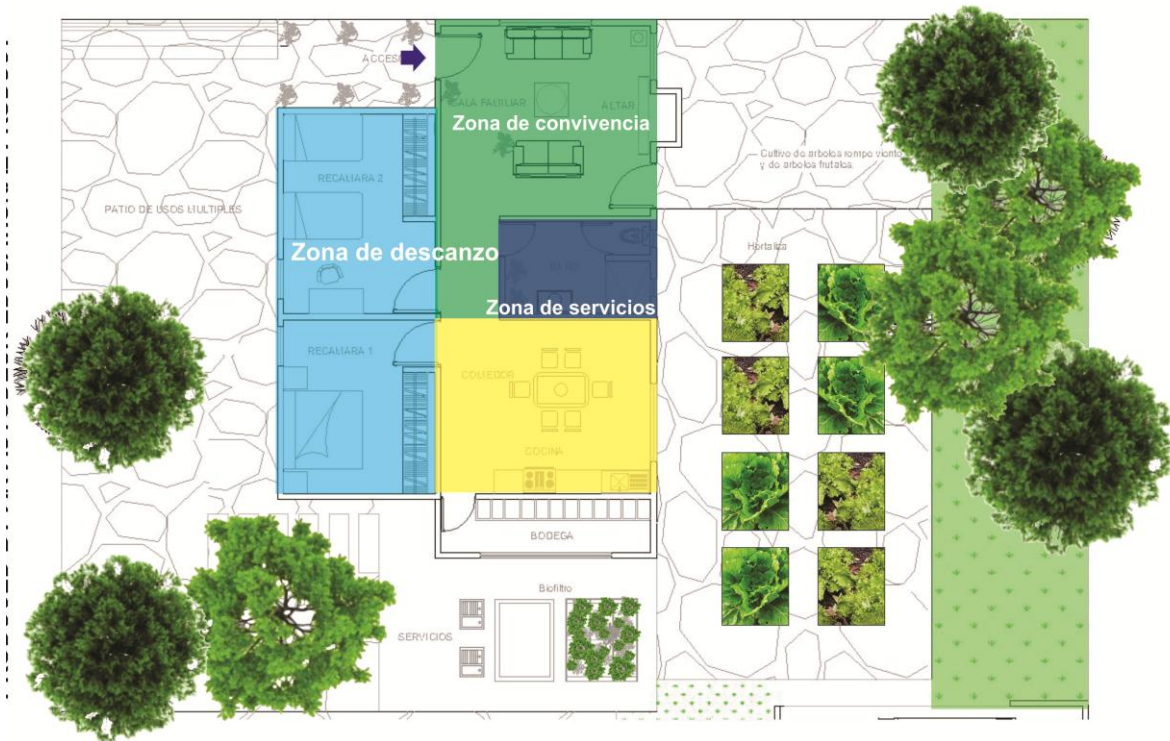 ACCESO
SALA FAMILIAR
ALTAR
Zona de convivencia
Cultivo de arboles rompe viento
y de arboles frutales.
RECAMARA 2
PATIO DE USOS MULTIPLES
Zona de descanzo
Hortaliza
BAÑO
Zona de servicios
RECAMARA 1
COMEDOR
COCINA
BODEGA
Biofiltro
SERVICIOS